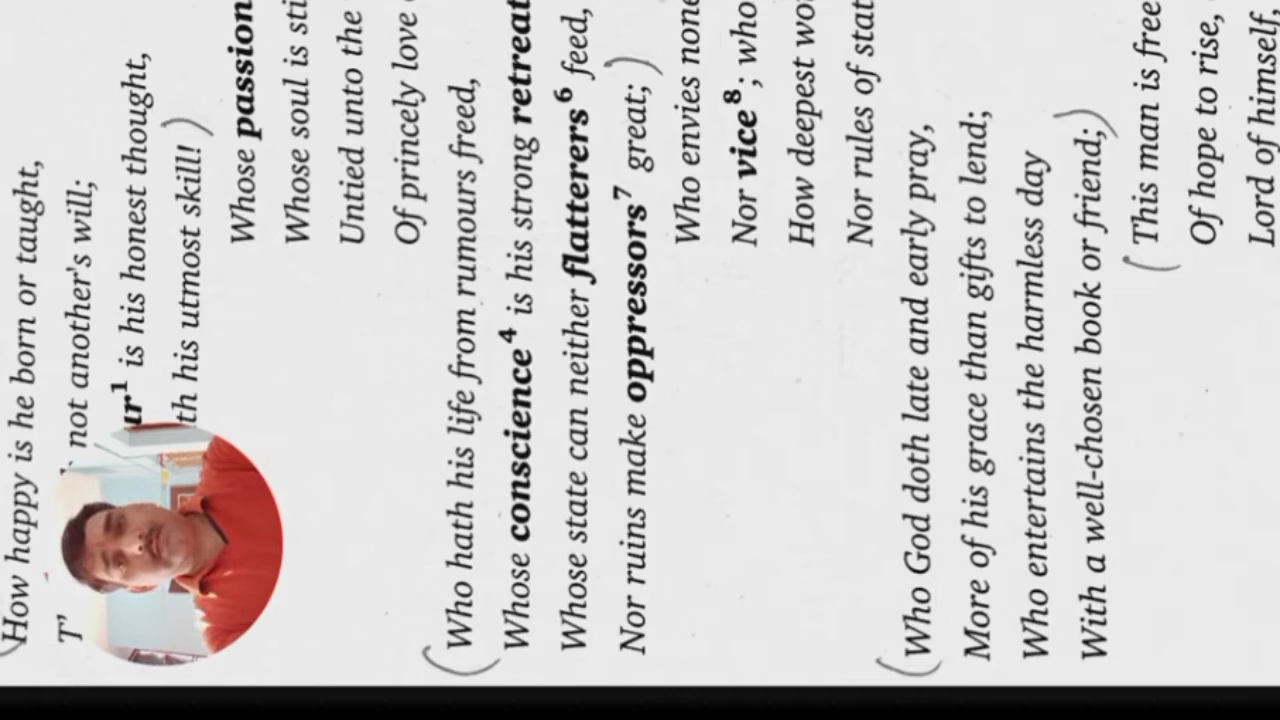 How happy is he born or taught,
T' not another's will;
ur¹ is his honest thought,
th his utmost skill!
Whose passion
Whose soul is sti
Untied unto the
Of princely love
Who hath his life from rumours freed,
Whose conscience⁴ is his strong retreat
Whose state can neither flatterers⁶ feed,
Nor ruins make oppressors⁷ great;
Who envies none
Nor vice⁸; who
How deepest wo
Nor rules of stat
Who God doth late and early pray,
More of his grace than gifts to lend;
Who entertains the harmless day
With a well-chosen book or friend;
This man is free
Of hope to rise,
Lord of himself,